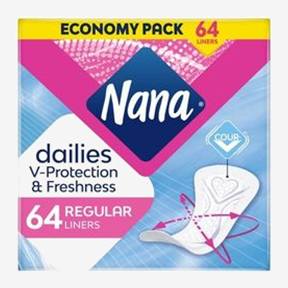 ECONOMY PACK 64 LINERS
Nana®
dailies
V-Protection
& Freshness
64 REGULAR
LINERS